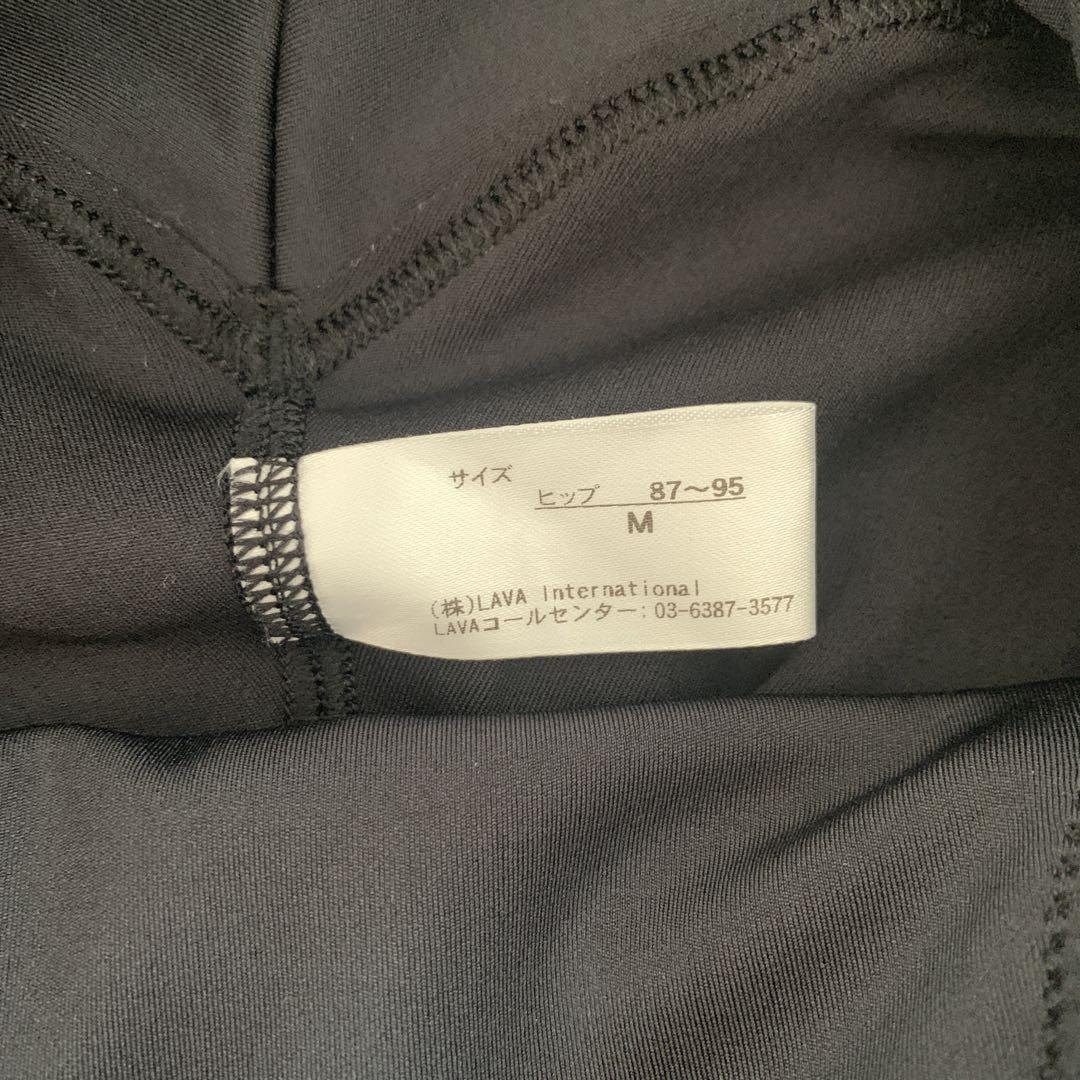 サイズ
ヒップ 87～95
M
(株)LAVA International
LAVAコールセンター: 03-6387-3577